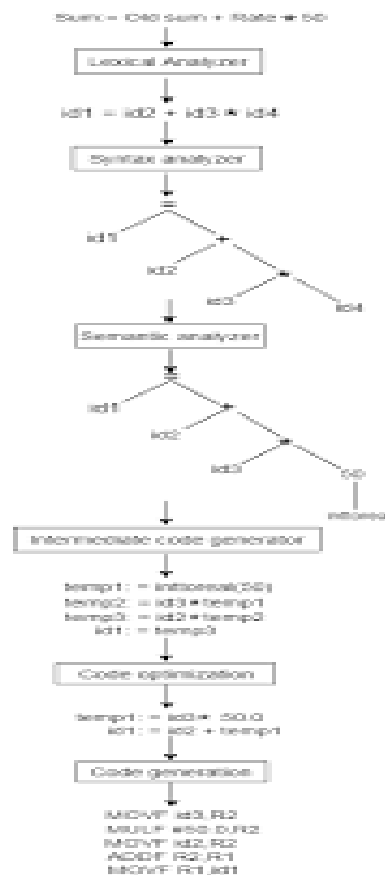 Sum:= Old sum + Rate * 50
Lexical Analyzer
id1 = id2 + id3 * id4
Syntax analyzer
=
id1 +
id2 *
id3 id4
Semantic analyzer
=
id1 +
id2 *
id3 50
Intermediate code generator
temp1: = inttoreal(50)
temp2: = id3*temp1
temp3: = id2*temp2
id1: = temp3
Code optimization
temp1: = id3* 50.0
id1: = id2 + temp1
Code generation
MOVF id3,R2
MULF #50.0,R2
MOVF id2,R2
ADDF R2,R1
MOVF R1,id1